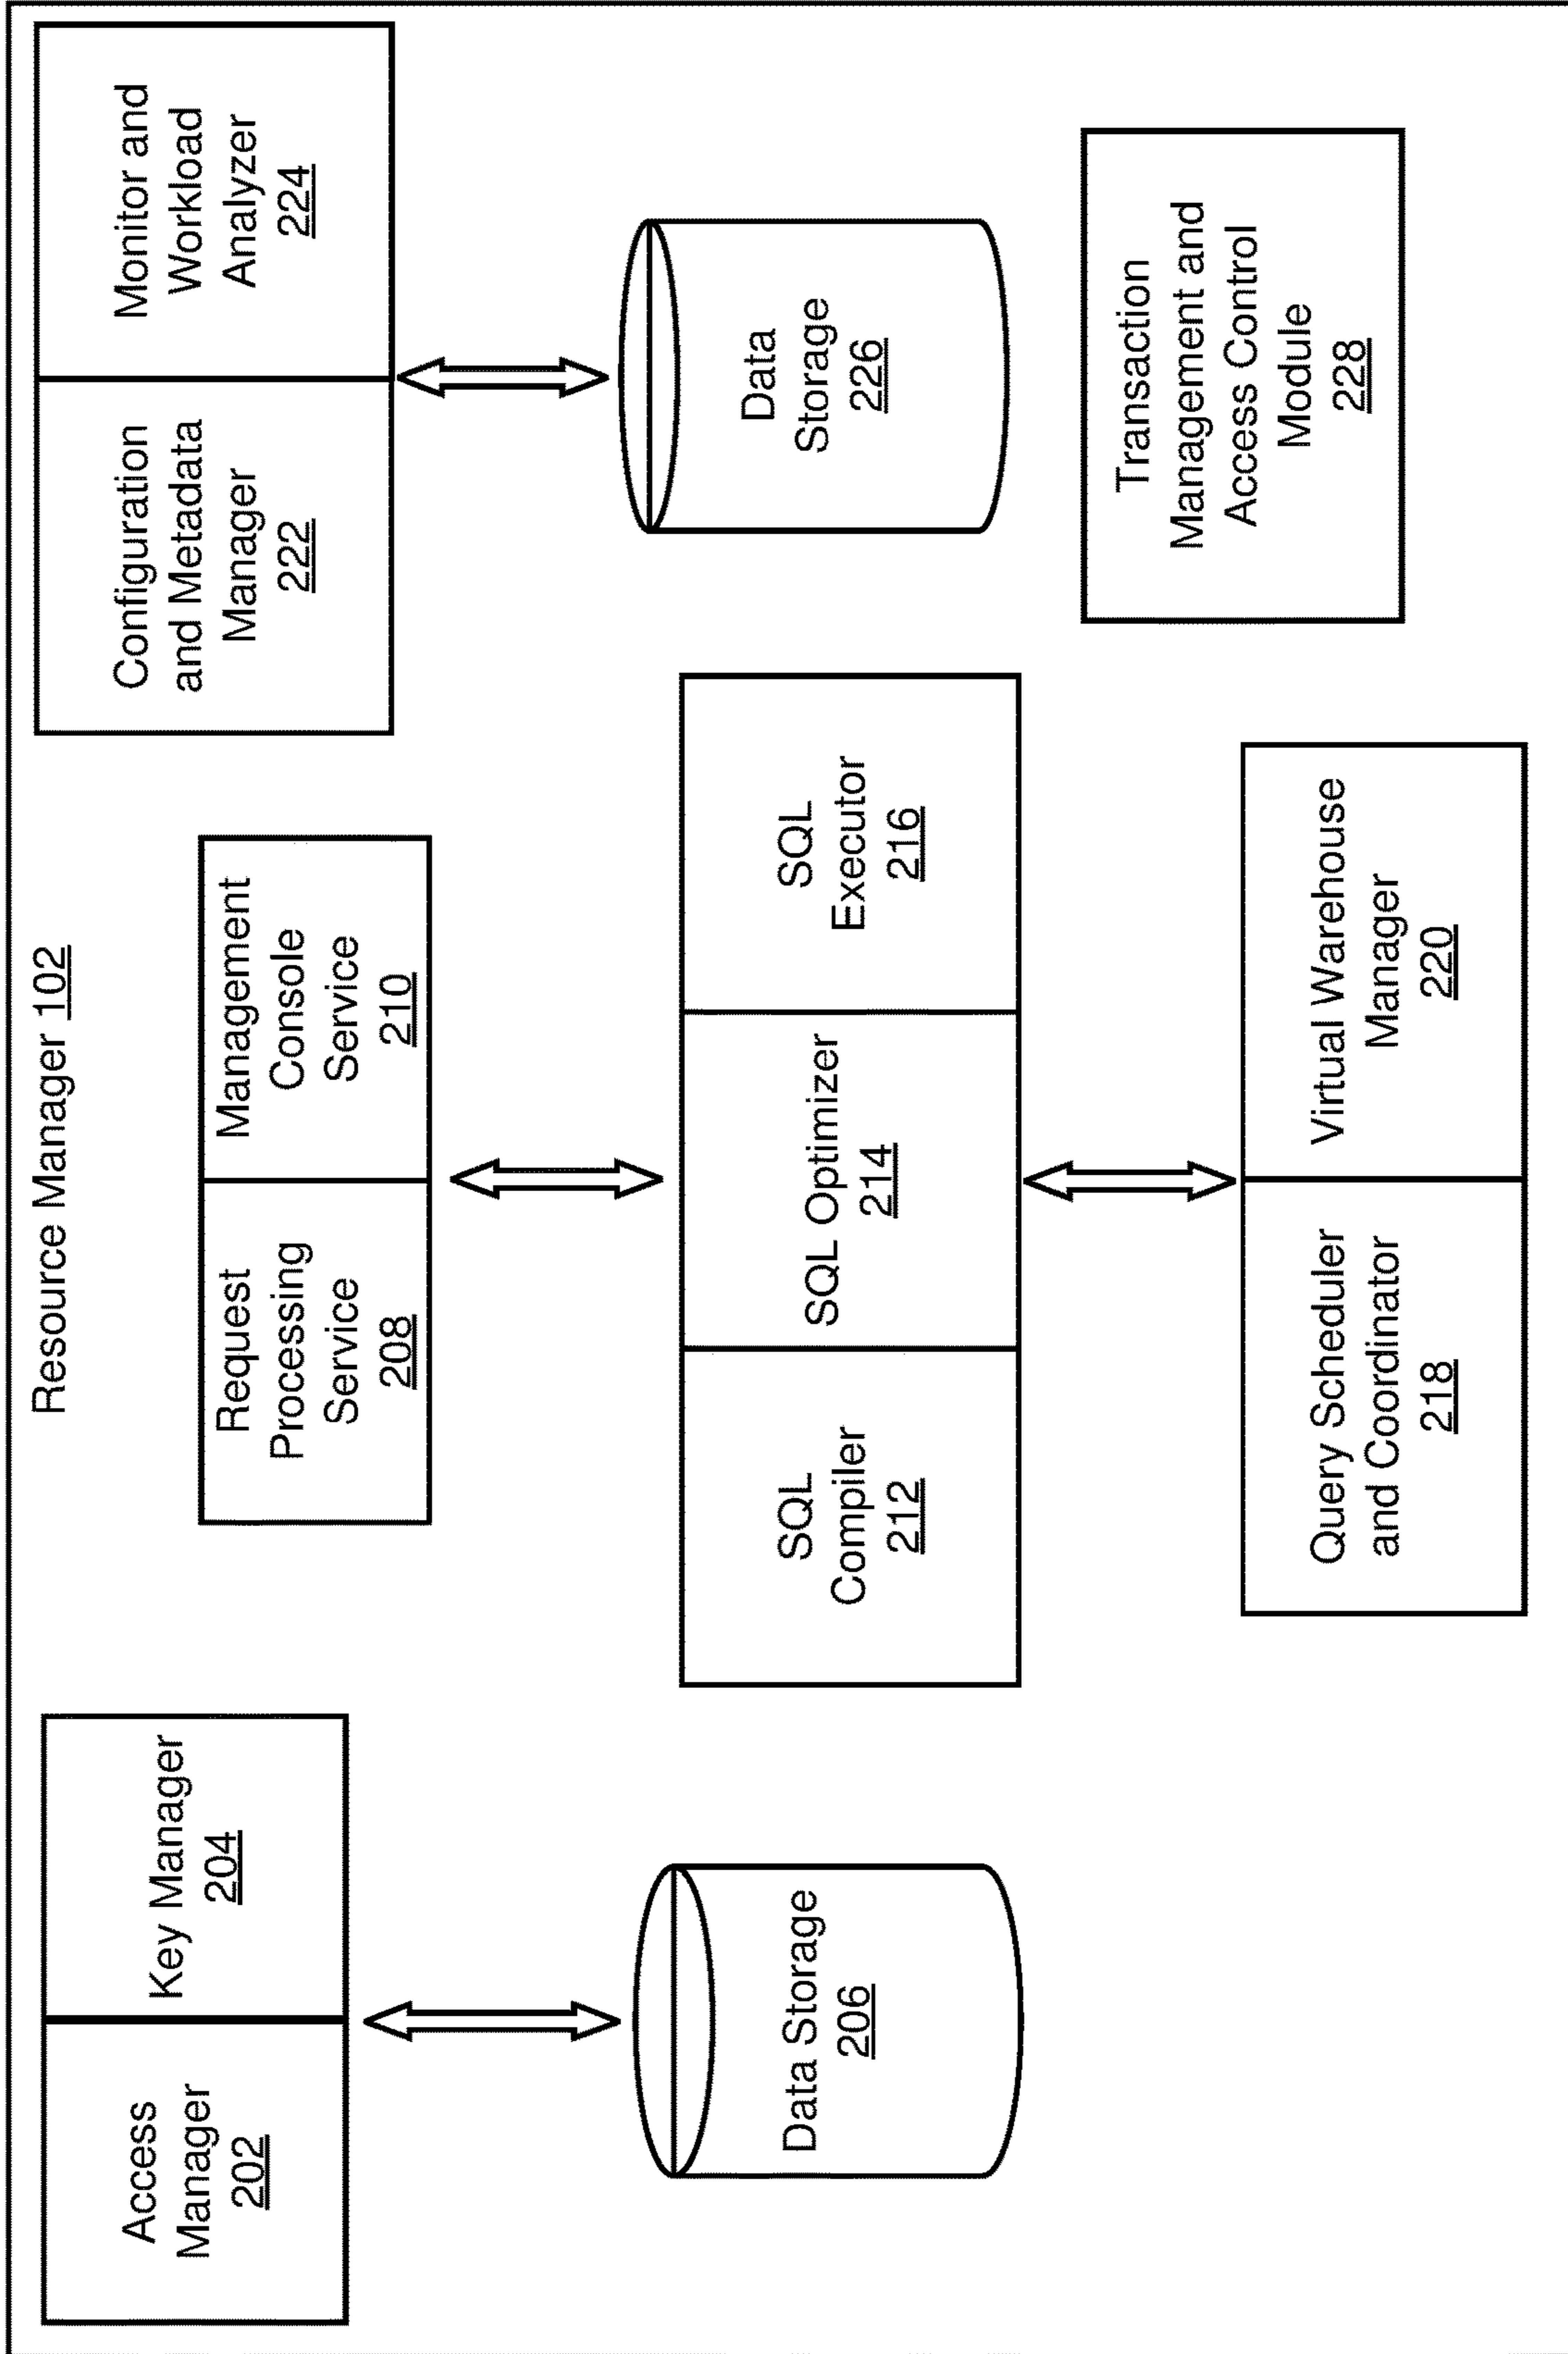 Resource Manager 102
Access
Manager
202
Key Manager
204
Data Storage
206
Request
Processing
Service
208
Management
Console
Service
210
SQL
Compiler
212
SQL Optimizer
214
SQL
Executor
216
Query Scheduler
and Coordinator
218
Virtual Warehouse
Manager
220
Configuration
and Metadata
Manager
222
Monitor and
Workload
Analyzer
224
Data
Storage
226
Transaction
Management and
Access Control
Module
228